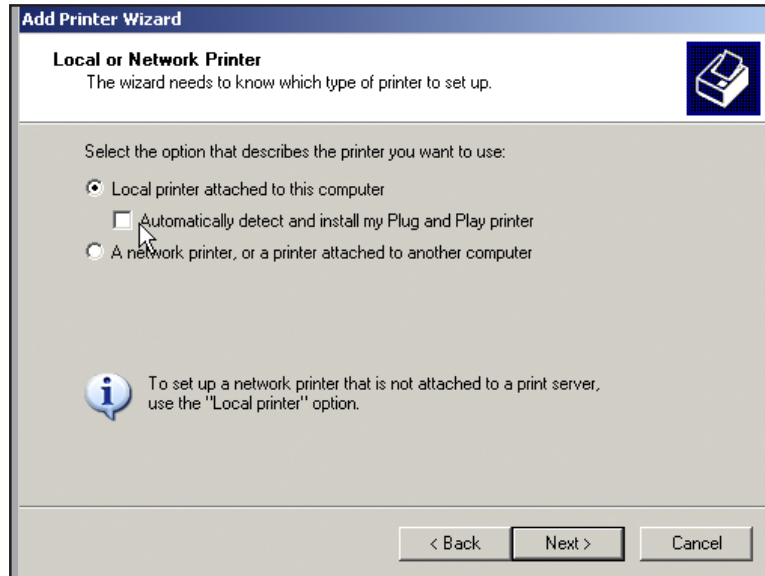 Add Printer Wizard
Local or Network Printer
The wizard needs to know which type of printer to set up.
Select the option that describes the printer you want to use:
Local printer attached to this computer
Automatically detect and install my Plug and Play printer
A network printer, or a printer attached to another computer
To set up a network printer that is not attached to a print server,
use the "Local printer" option.
< Back
Next >
Cancel